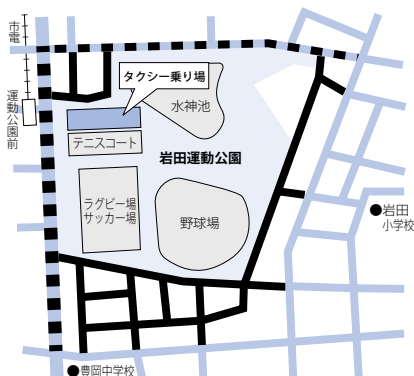 市電
運動公園前
タクシー乗り場
水神池
テニスコート
岩田運動公園
ラグビー場
サッカー場
野球場
●岩田
小学校
●豊岡中学校